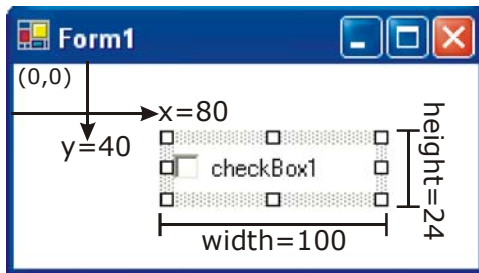 Form1
(0,0)
x=80
y=40
checkBox1
height=24
width=100